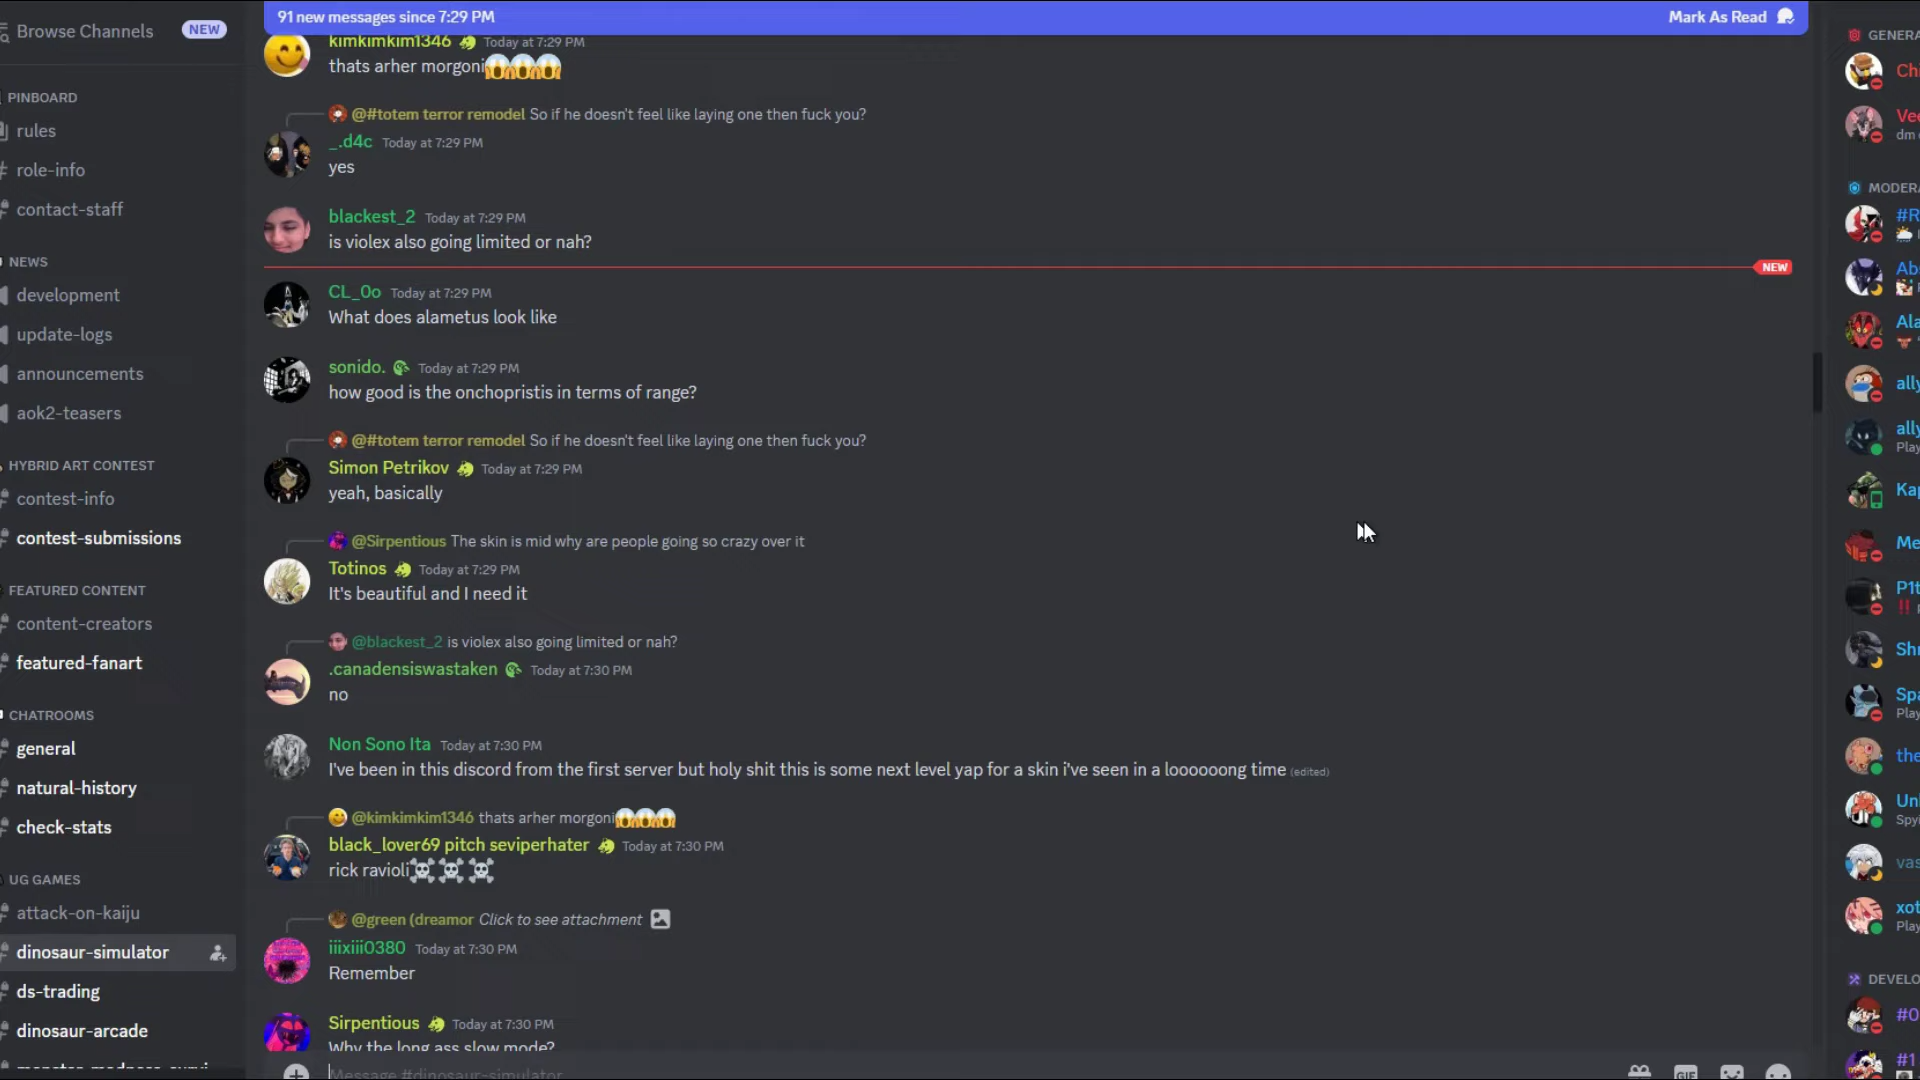 Browse Channels
NEW
PINBOARD
rules
role-info
contact-staff
NEWS
development
update-logs
announcements
aok2-teasers
HYBRID ART CONTEST
contest-info
contest-submissions
FEATURED CONTENT
content-creators
featured-fanart
CHATROOMS
general
natural-history
check-stats
UG GAMES
attack-on-kaiju
dinosaur-simulator
ds-trading
dinosaur-arcade
91 new messages since 7:29 PM
Mark As Read
kimkimkim1346 Today at 7:29 PM
thats arher morgoni😱😱😱
@#totem terror remodel So if he doesn't feel like laying one then fuck you?
_.d4c Today at 7:29 PM
yes
blackest_2 Today at 7:29 PM
is violex also going limited or nah?
NEW
CL_0o Today at 7:29 PM
What does alametus look like
sonido. Today at 7:29 PM
how good is the onchopristis in terms of range?
@#totem terror remodel So if he doesn't feel like laying one then fuck you?
Simon Petrikov Today at 7:29 PM
yeah, basically
@Sirpentious The skin is mid why are people going so crazy over it
Totinos Today at 7:29 PM
It's beautiful and I need it
@blackest_2 is violex also going limited or nah?
.canadensiswastaken Today at 7:30 PM
no
Non Sono Ita Today at 7:30 PM
I've been in this discord from the first server but holy shit this is some next level yap for a skin i've seen in a loooooong time (edited)
@kimkimkim1346 thats arher morgoni😱😱😱
black_lover69 pitch seviperhater Today at 7:30 PM
rick ravioli☠☠☠
@green (dreamor Click to see attachment
iiixiii0380 Today at 7:30 PM
Remember
Sirpentious Today at 7:30 PM
Why the long ass slow mode?
Message #dinosaur-simulator
GIF
GENERA
Chi
Vee
dm
MODERA
#R
Ab
Ala
ally
ally
Play
Kap
Me
P1t
Shr
Spa
Play
the
Unl
Spyi
vas
xot
Play
DEVELO
#0
#1